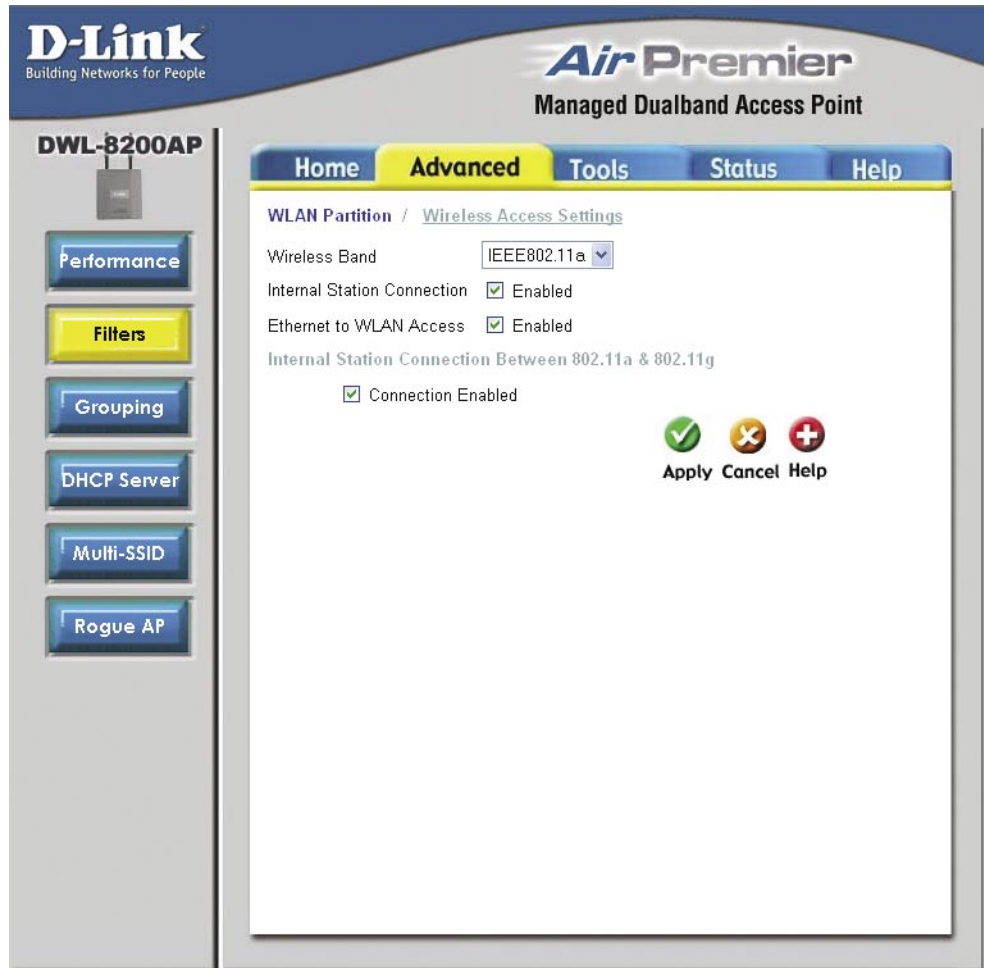 D-Link
Building Networks for People
Air Premier
Managed Dualband Access Point
DWL-8200AP
Home Advanced Tools Status Help
WLAN Partition / Wireless Access Settings
Performance
Wireless Band IEEE802.11a
Internal Station Connection Enabled
Filters
Ethernet to WLAN Access Enabled
Internal Station Connection Between 802.11a & 802.11g
Connection Enabled
Grouping
Apply Cancel Help
DHCP Server
Multi-SSID
Rogue AP